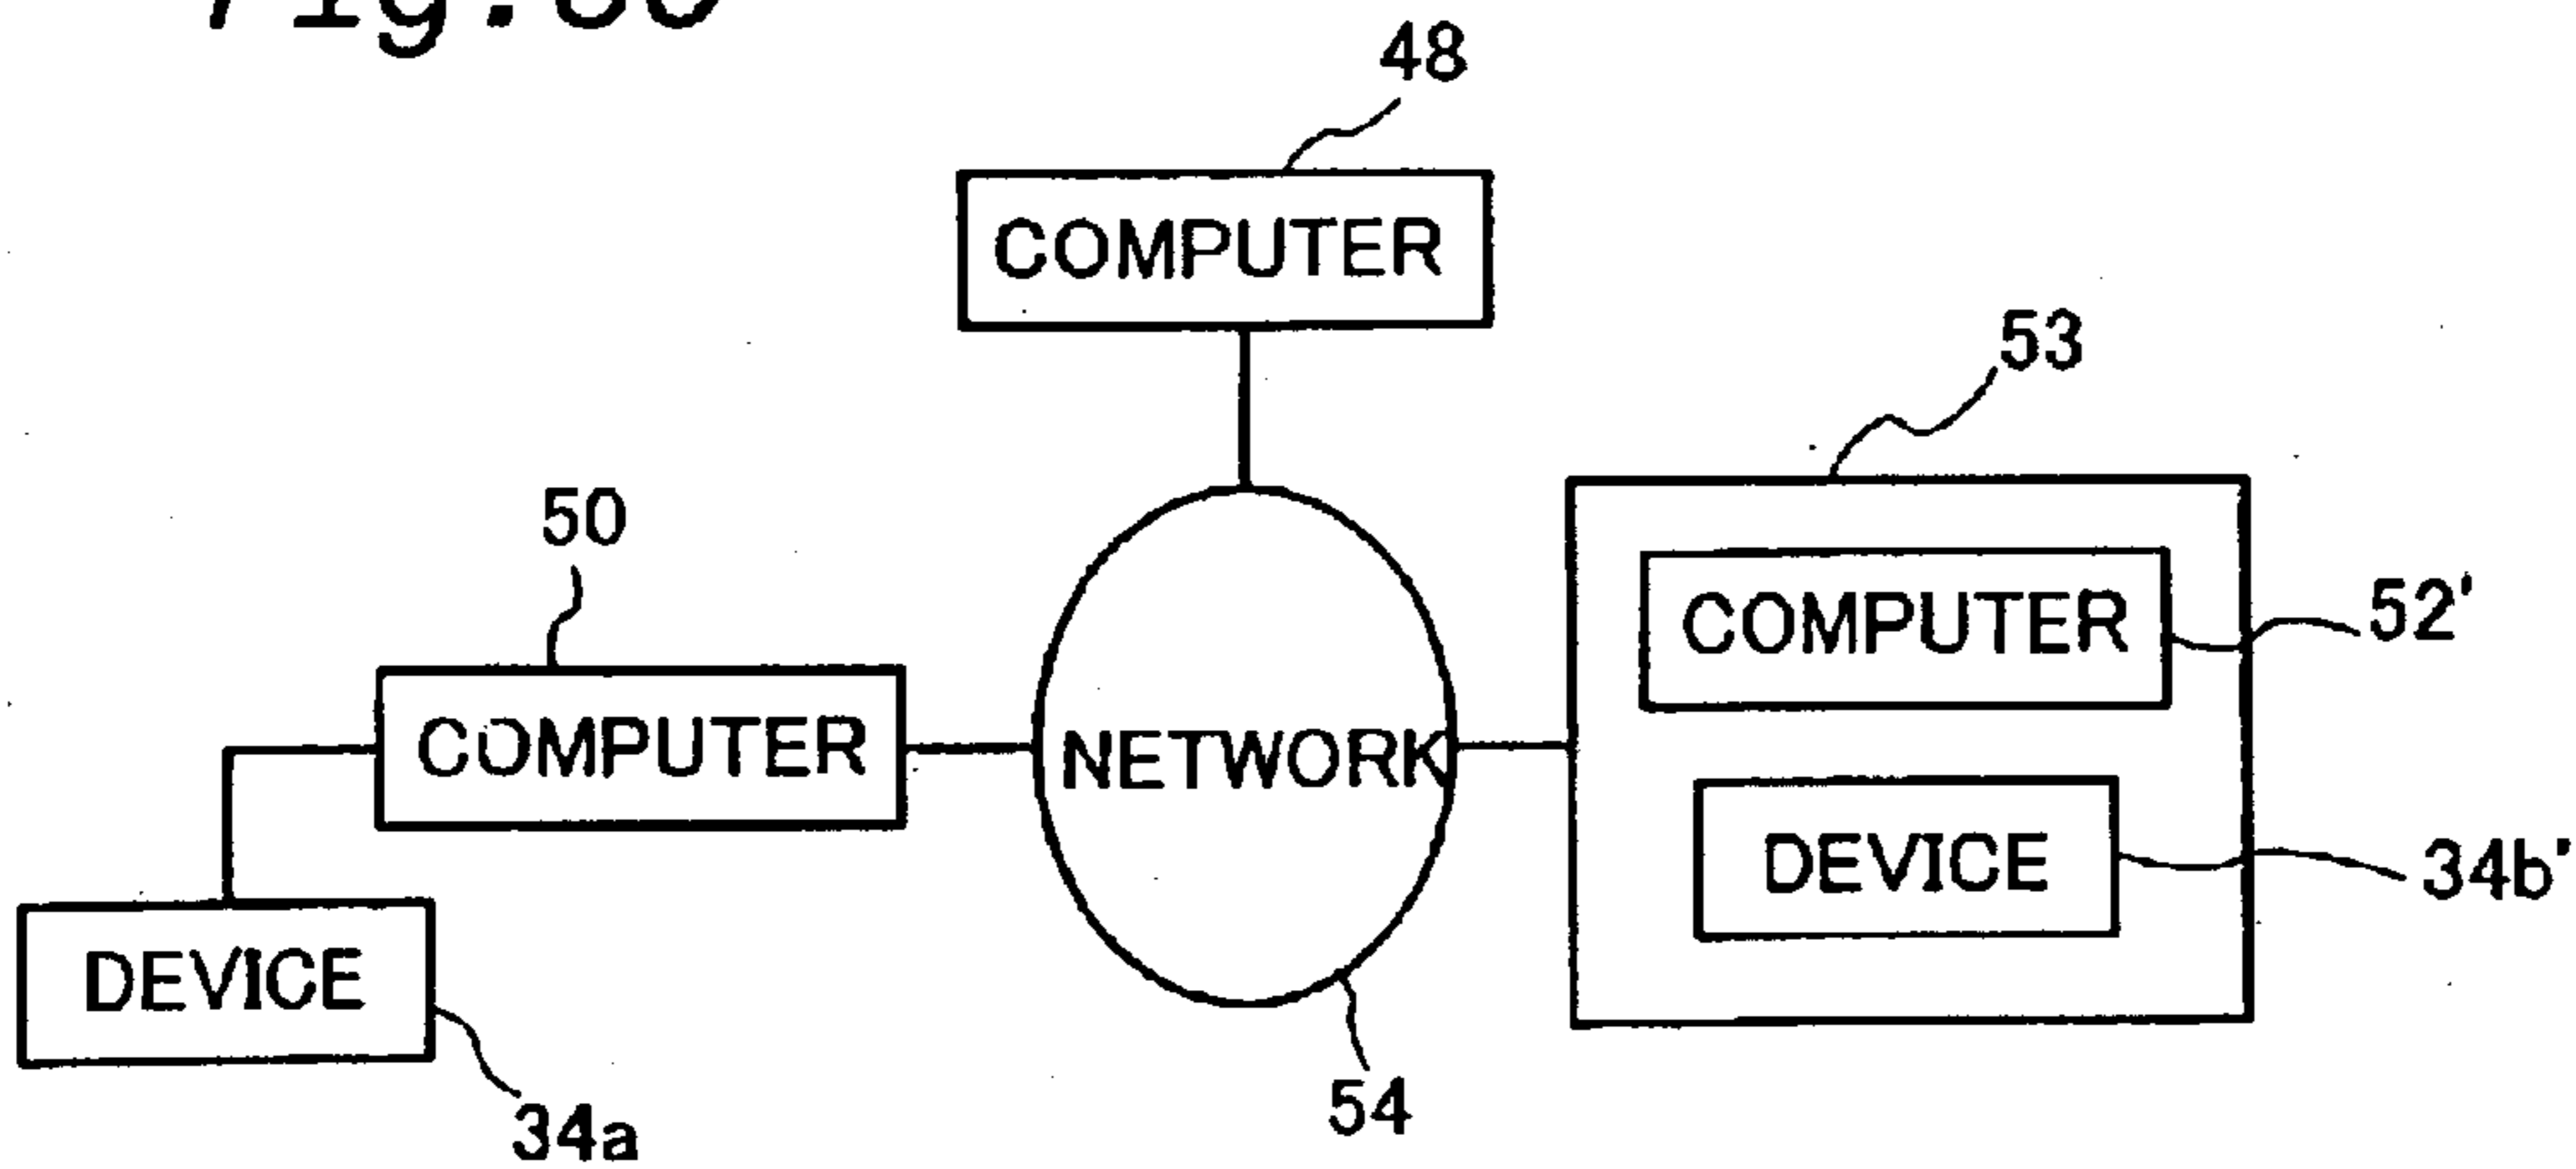 48
COMPUTER
53
50
COMPUTER
52'
COMPUTER
NETWORK
DEVICE
34b'
DEVICE
54
34a